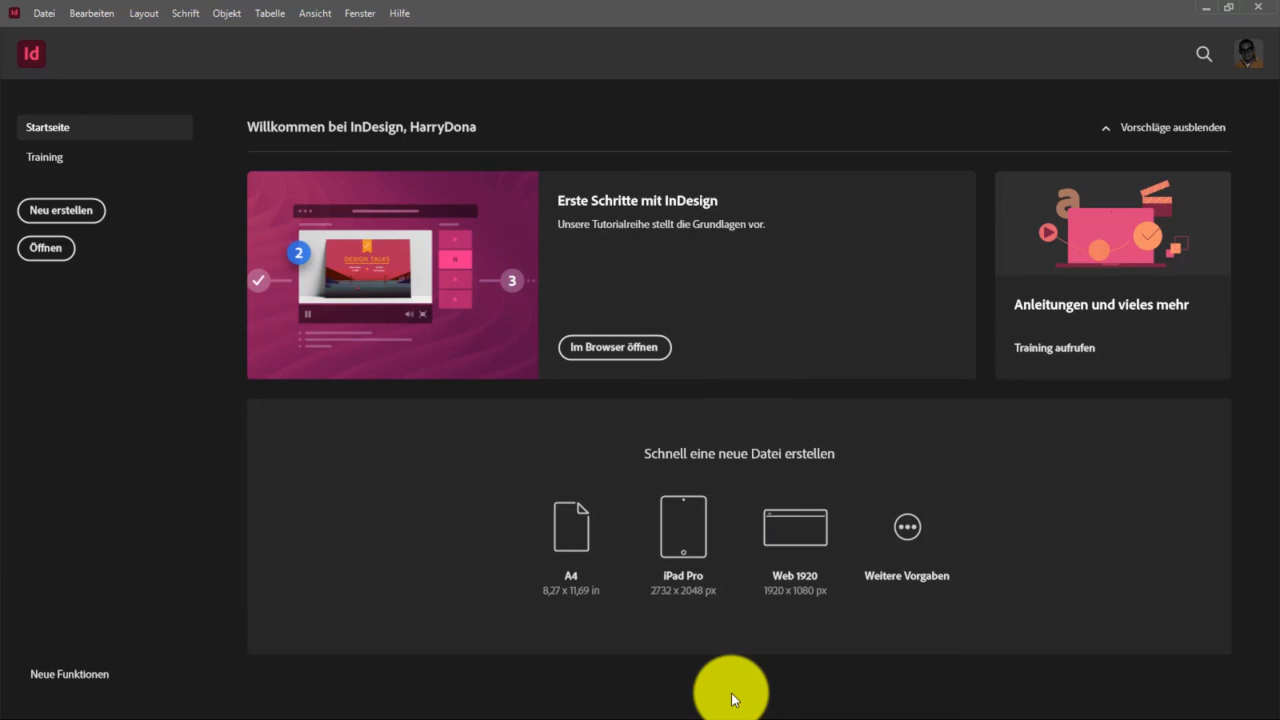 Datei Bearbeiten Layout Schrift Objekt Tabelle Ansicht Fenster Hilfe
Id
Startseite
Training
Neu erstellen
Öffnen
Willkommen bei InDesign, HarryDona
Vorschläge ausblenden
2
3
DESIGN TALKS
Erste Schritte mit InDesign
Unsere Tutorialreihe stellt die Grundlagen vor.
Im Browser öffnen
a
Anleitungen und vieles mehr
Training aufrufen
Schnell eine neue Datei erstellen
A4
8,27 x 11,69 in
iPad Pro
2732 x 2048 px
Web 1920
1920 x 1080 px
Weitere Vorgaben
Neue Funktionen